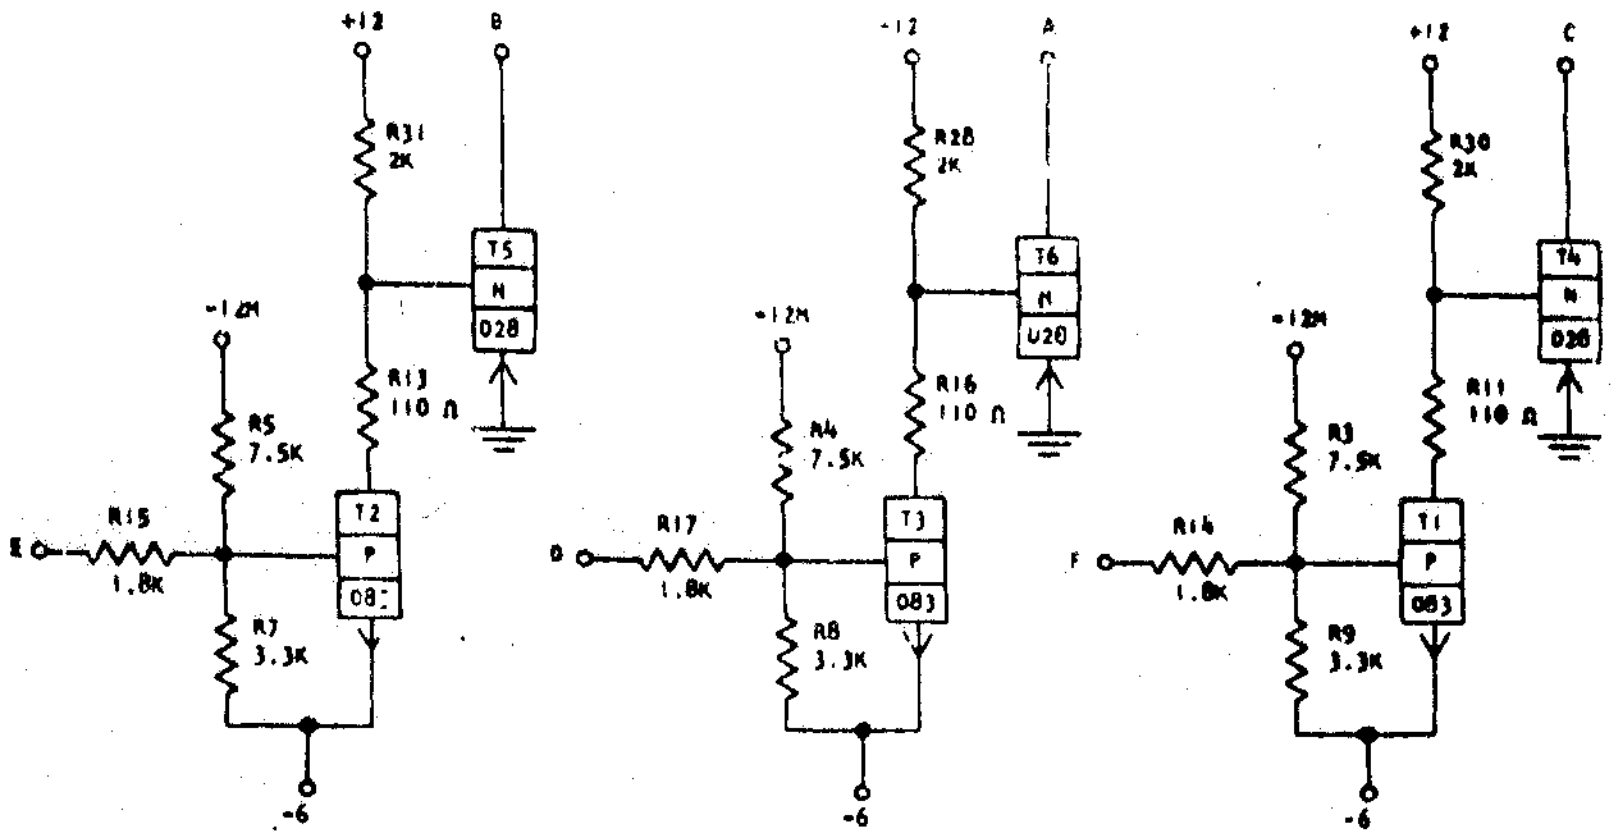 +12
B
R31
2K
T5
N
028
-12M
R13
110 Ω
R5
7.5K
T2
P
R15
E
1.8K
R7
3.3K
-6
-12
A
R28
2K
T6
-12M
R16
110 Ω
R4
7.5K
T3
P
083
R17
D
1.8K
R8
3.3K
-6
+12
C
R30
2K
T4
N
028
-12M
R11
110 Ω
R3
7.5K
T1
P
083
R14
F
1.8K
R9
3.3K
-6